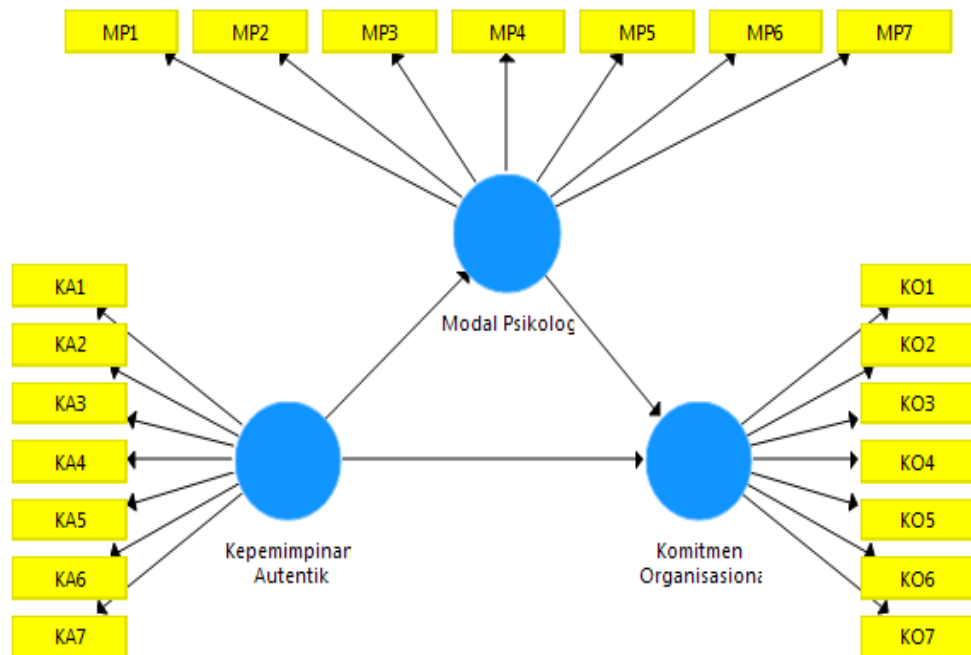 MP1 MP2 MP3 MP4 MP5 MP6 MP7
Modal Psikolog
KA1
KA2
KA3
KA4
KA5
KA6
KA7
Kepemimpinar
Autentik
Komitmen
Organisasiona
KO1
KO2
KO3
KO4
KO5
KO6
KO7